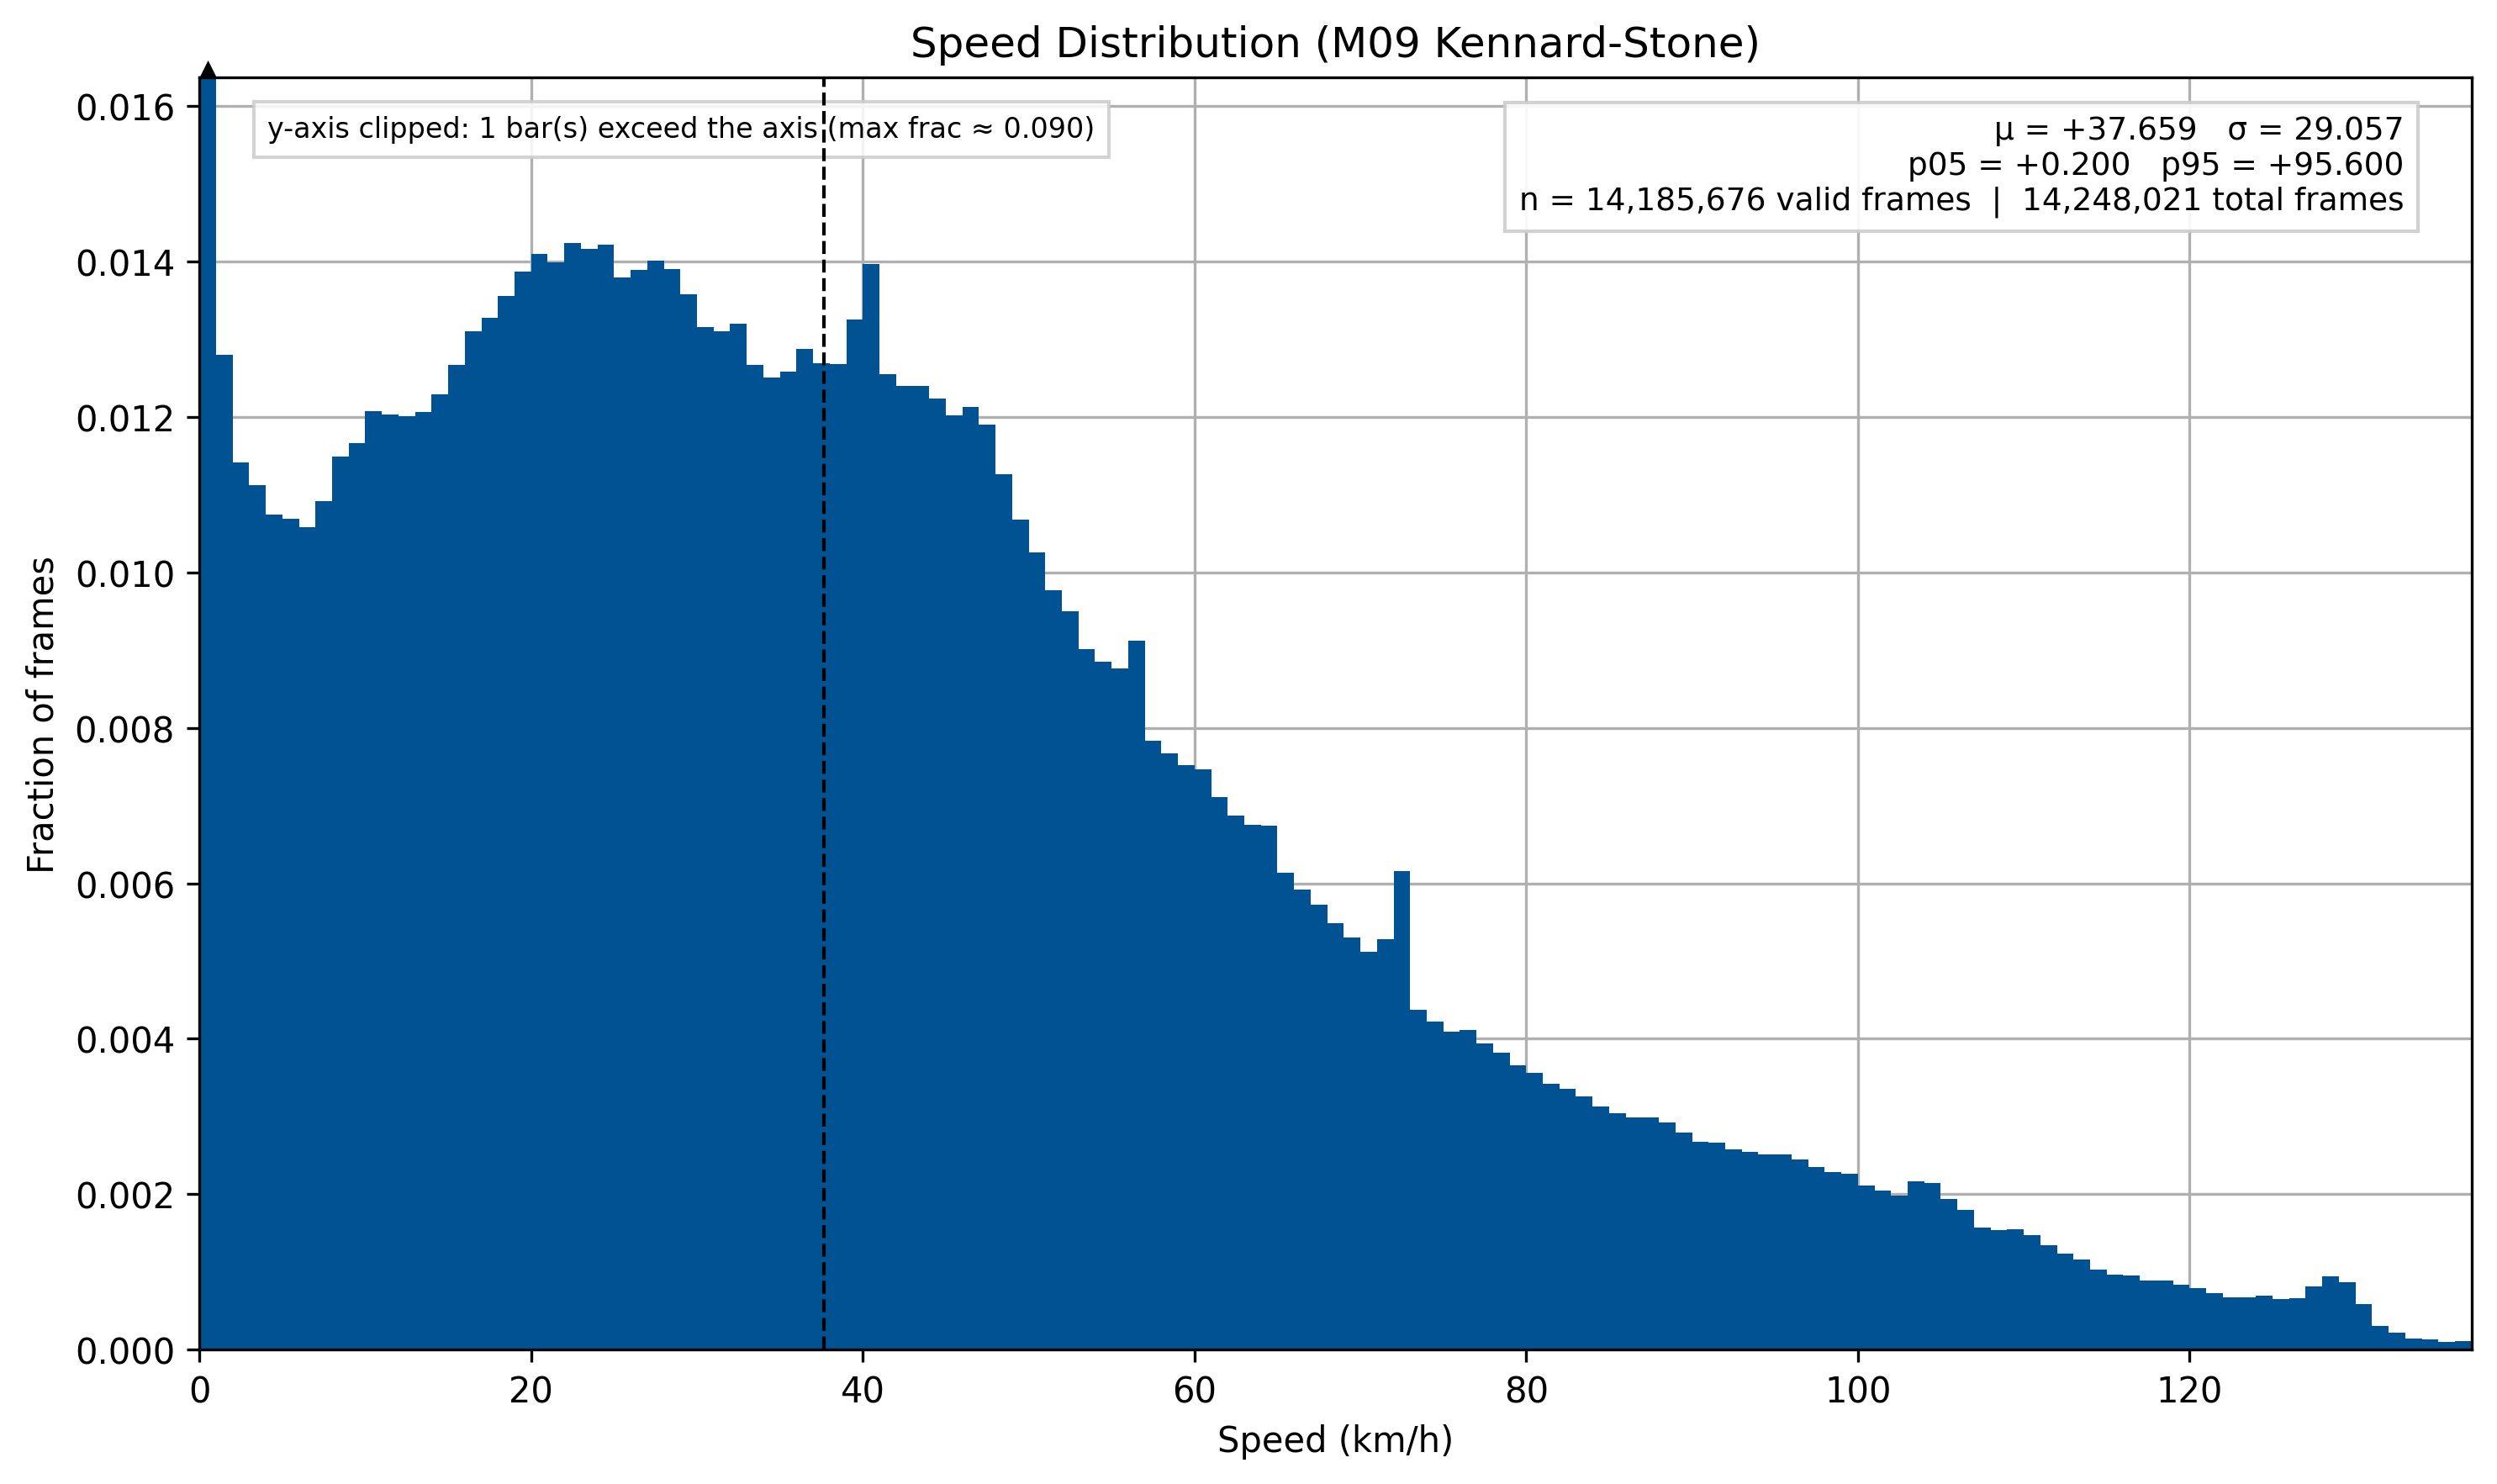 Speed Distribution (M09 Kennard-Stone)
y-axis clipped: 1 bar(s) exceed the axis (max frac ≈ 0.090)
μ = +37.659   σ = 29.057
p05 = +0.200   p95 = +95.600
n = 14,185,676 valid frames  |  14,248,021 total frames
Fraction of frames
0.016
0.014
0.012
0.010
0.008
0.006
0.004
0.002
0.000
0 20 40 60 80 100 120
Speed (km/h)